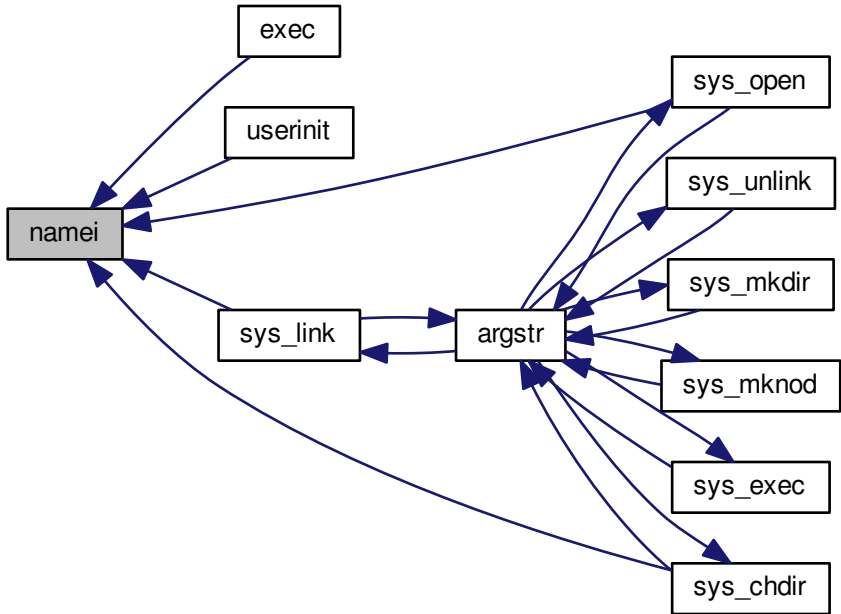 exec
userinit
namei
sys_link
argstr
sys_open
sys_unlink
sys_mkdir
sys_mknod
sys_exec
sys_chdir